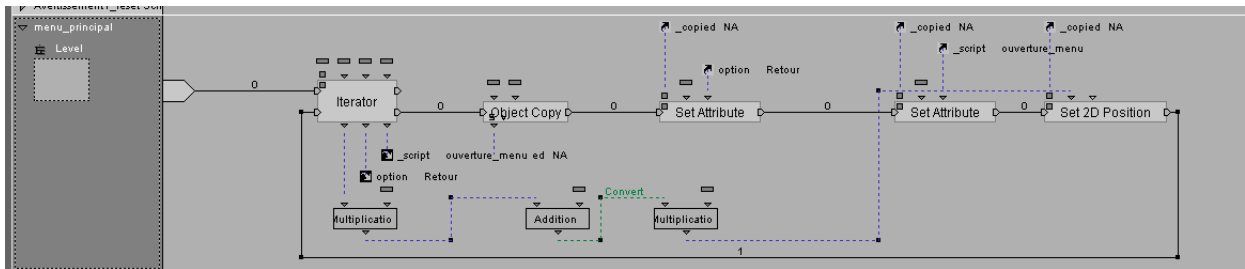 menu_principal
Level
0
Iterator
0
Object Copy
0
_copied NA
option Retour
Set Attribute
0
_copied NA
_script ouverture_menu
Set Attribute
0
_copied NA
Set 2D Position
_script ouverture_menu ed NA
option Retour
Multiplicatio
Addition
Convert
Multiplicatio
1